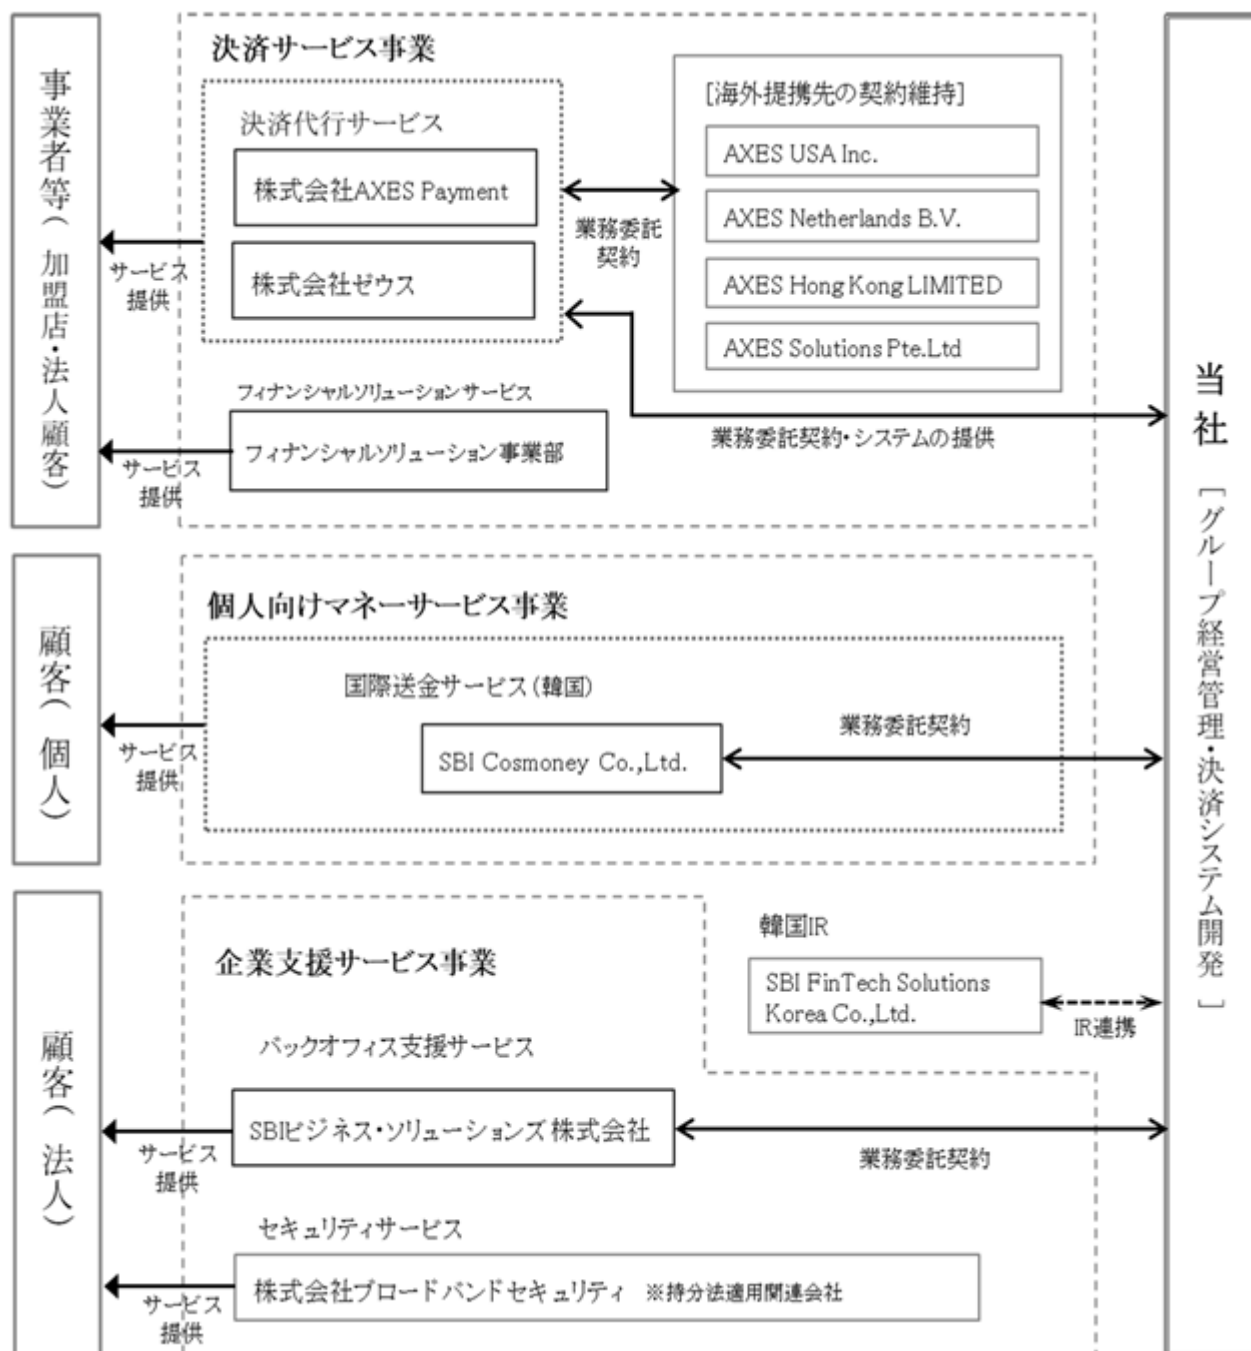 事業者等(加盟店・法人顧客)
決済サービス事業
決済代行サービス
株式会社AXES Payment
株式会社ゼウス
サービス
提供
業務委託
契約
[海外提携先の契約維持]
AXES USA Inc.
AXES Netherlands B.V.
AXES Hong Kong LIMITED
AXES Solutions Pte.Ltd
フィナンシャルソリューションサービス
フィナンシャルソリューション事業部
サービス
提供
業務委託契約・システムの提供
当社 [グループ経営管理・決済システム開発]
顧客(個人)
個人向けマネーサービス事業
国際送金サービス(韓国)
SBI Cosmoney Co.,Ltd.
サービス
提供
業務委託契約
顧客(法人)
企業支援サービス事業
韓国IR
SBI FinTech Solutions
Korea Co.,Ltd.
IR連携
バックオフィス支援サービス
SBIビジネス・ソリューションズ 株式会社
サービス
提供
業務委託契約
セキュリティサービス
株式会社ブロードバンドセキュリティ ※持分法適用関連会社
サービス
提供